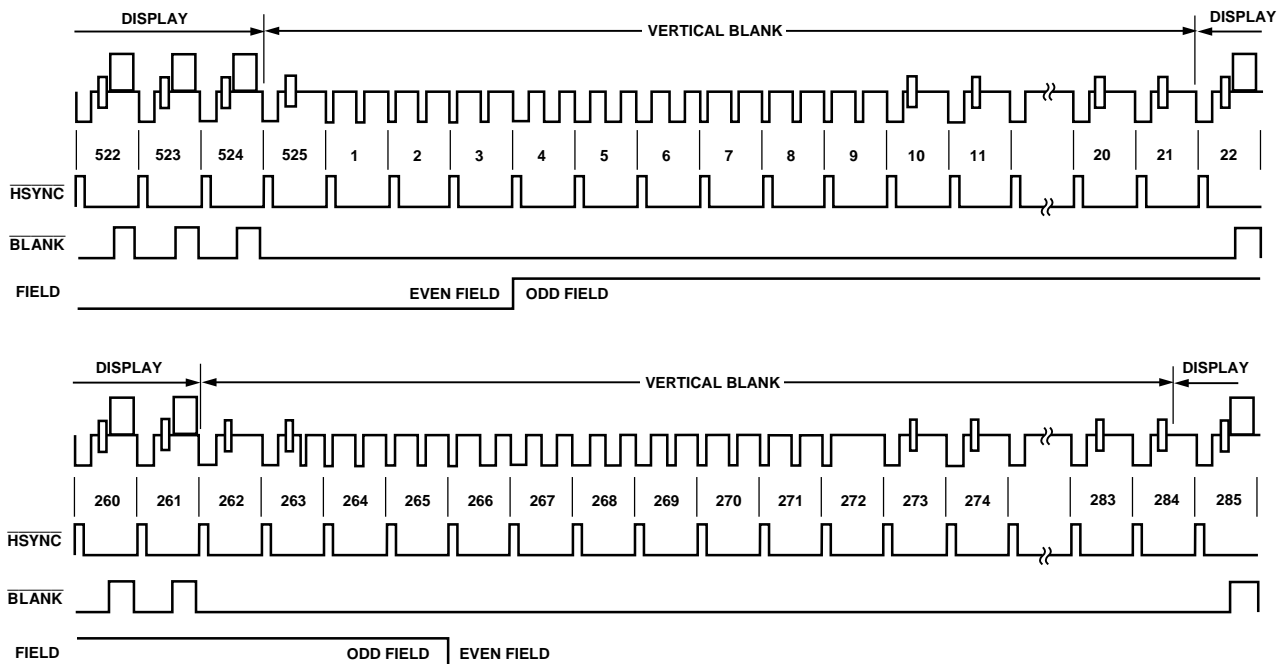 DISPLAY VERTICAL BLANK DISPLAY
522 523 524 525 1 2 3 4 5 6 7 8 9 10 11 20 21 22
HSYNC
BLANK
FIELD EVEN FIELD ODD FIELD
DISPLAY VERTICAL BLANK DISPLAY
260 261 262 263 264 265 266 267 268 269 270 271 272 273 274 283 284 285
HSYNC
BLANK
FIELD ODD FIELD EVEN FIELD